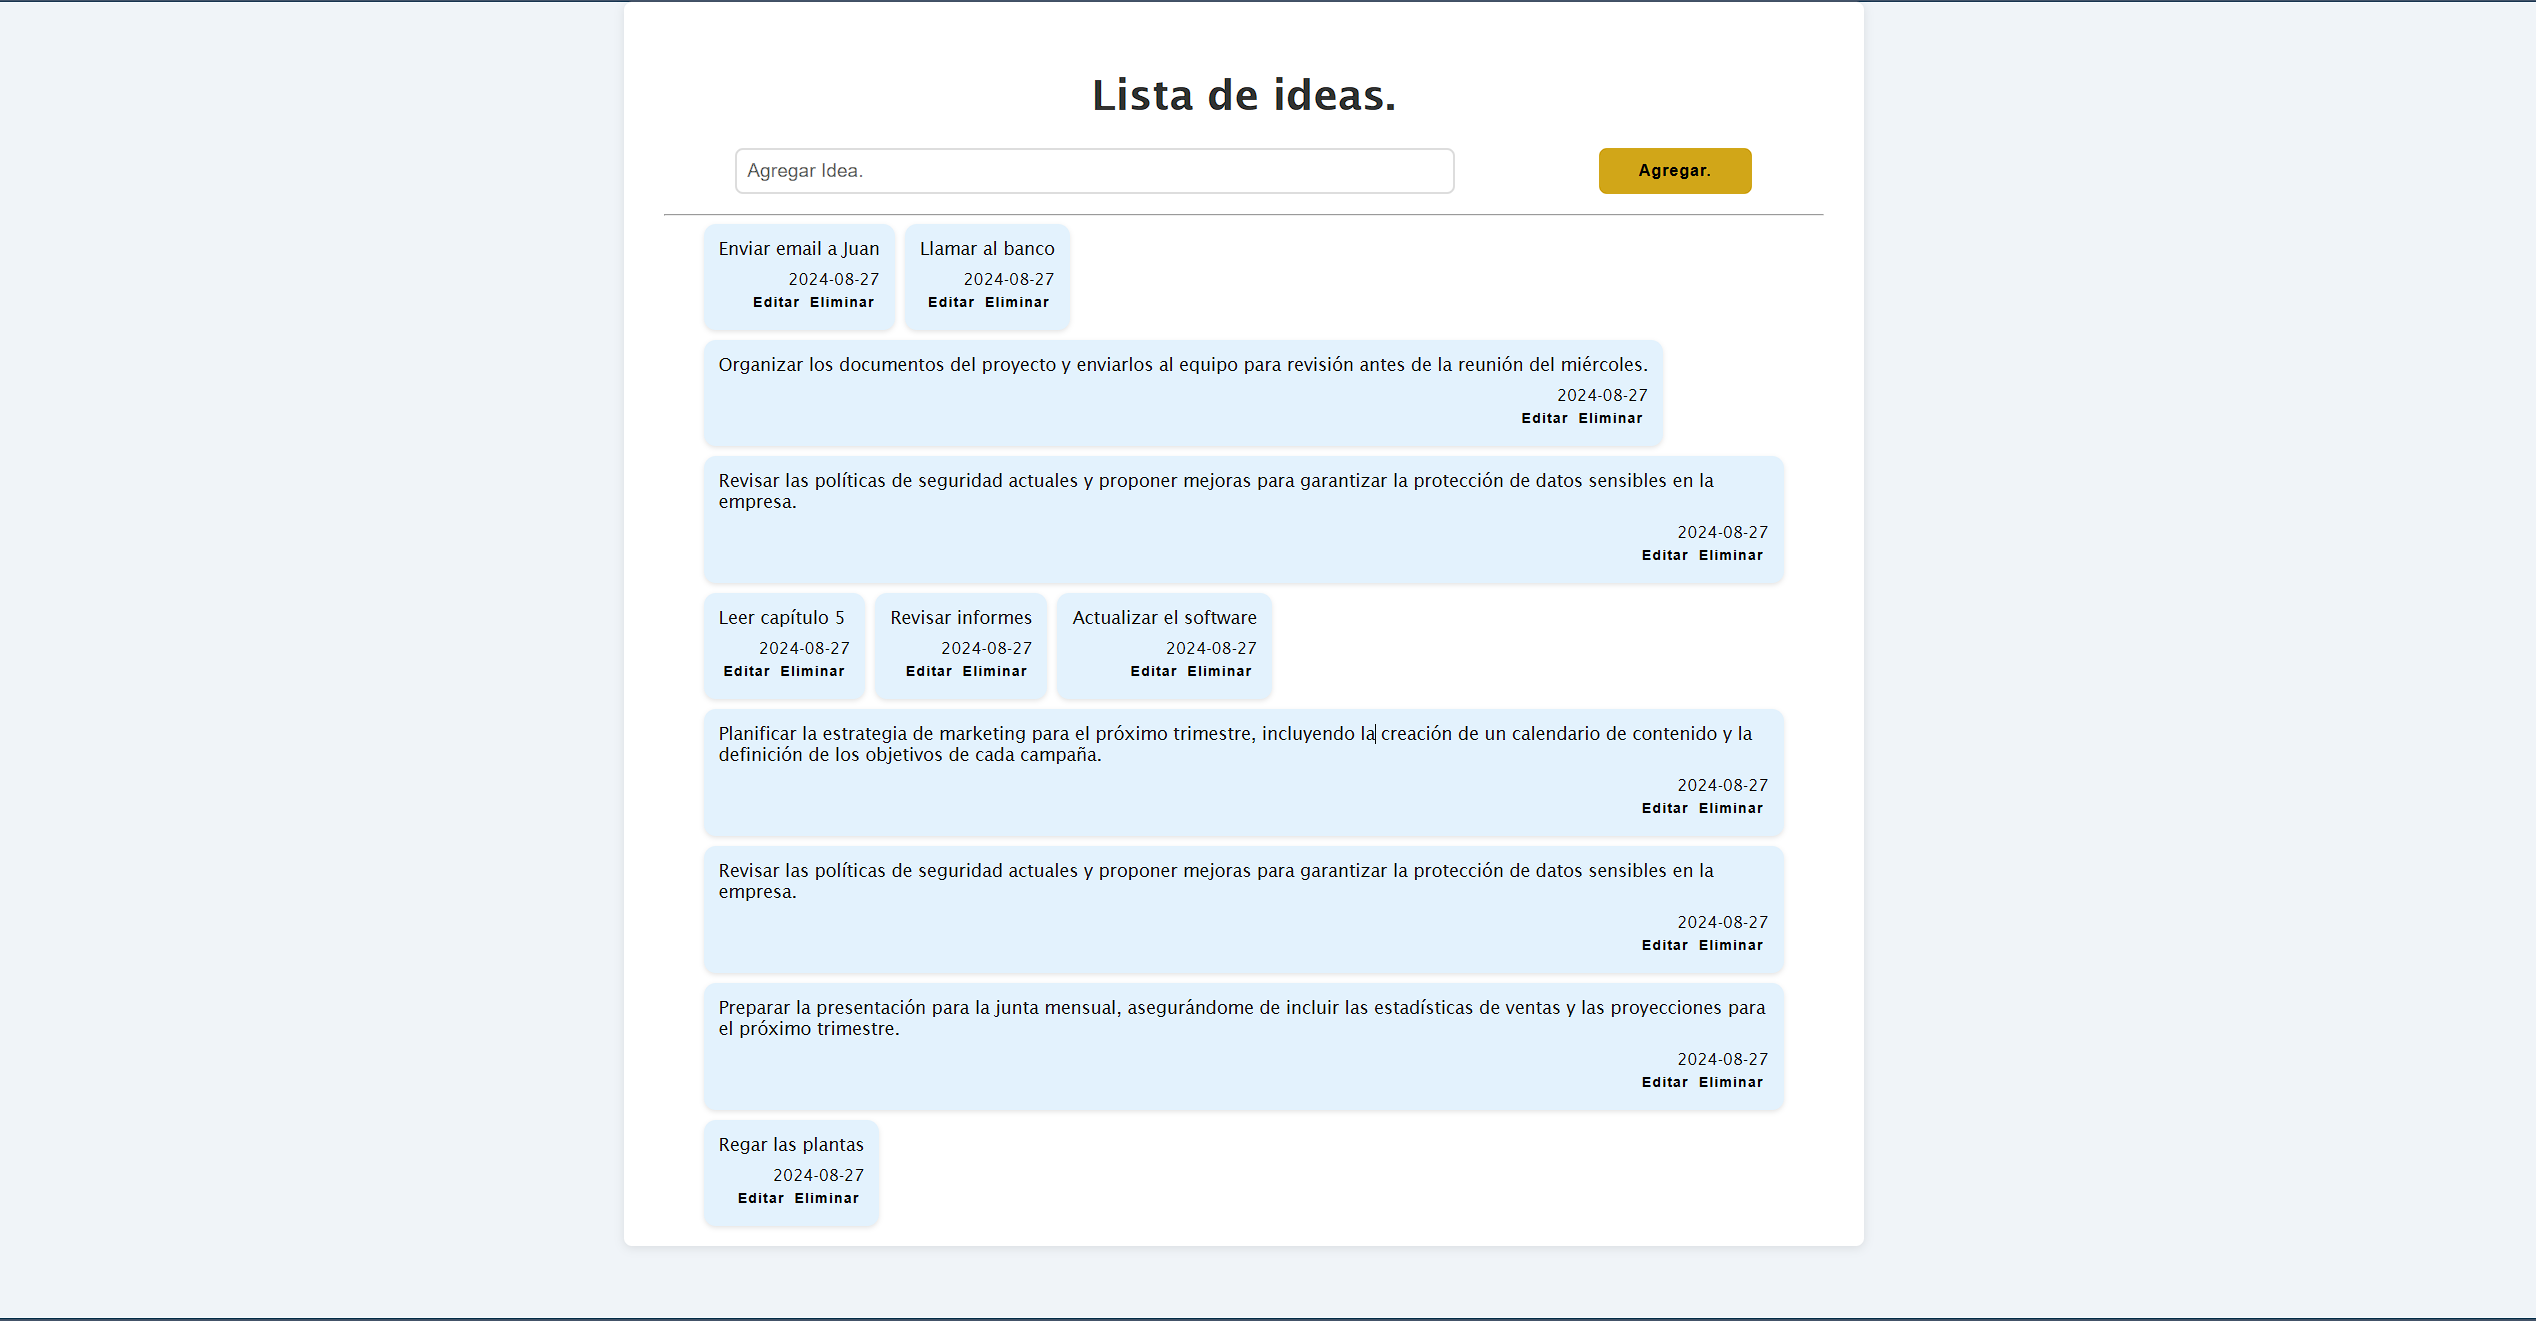 Lista de ideas.
Agregar Idea.
Agregar.
Enviar email a Juan
2024-08-27
Editar Eliminar
Llamar al banco
2024-08-27
Editar Eliminar
Organizar los documentos del proyecto y enviarlos al equipo para revisión antes de la reunión del miércoles.
2024-08-27
Editar Eliminar
Revisar las políticas de seguridad actuales y proponer mejoras para garantizar la protección de datos sensibles en la
empresa.
2024-08-27
Editar Eliminar
Leer capítulo 5
2024-08-27
Editar Eliminar
Revisar informes
2024-08-27
Editar Eliminar
Actualizar el software
2024-08-27
Editar Eliminar
Planificar la estrategia de marketing para el próximo trimestre, incluyendo la creación de un calendario de contenido y la
definición de los objetivos de cada campaña.
2024-08-27
Editar Eliminar
Revisar las políticas de seguridad actuales y proponer mejoras para garantizar la protección de datos sensibles en la
empresa.
2024-08-27
Editar Eliminar
Preparar la presentación para la junta mensual, asegurándome de incluir las estadísticas de ventas y las proyecciones para
el próximo trimestre.
2024-08-27
Editar Eliminar
Regar las plantas
2024-08-27
Editar Eliminar